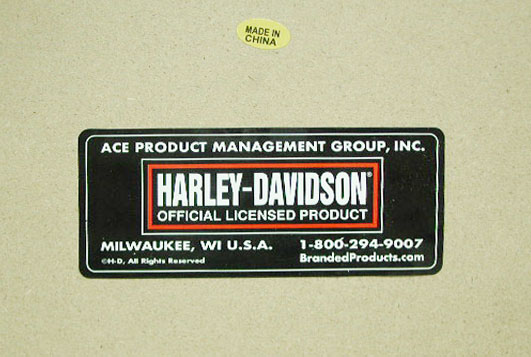 MADE IN
CHINA
ACE PRODUCT MANAGEMENT GROUP, INC.
HARLEY-DAVIDSON®
OFFICIAL LICENSED PRODUCT
MILWAUKEE, WI U.S.A. 1-800-294-9007
©H-D, All Rights Reserved BrandedProducts.com